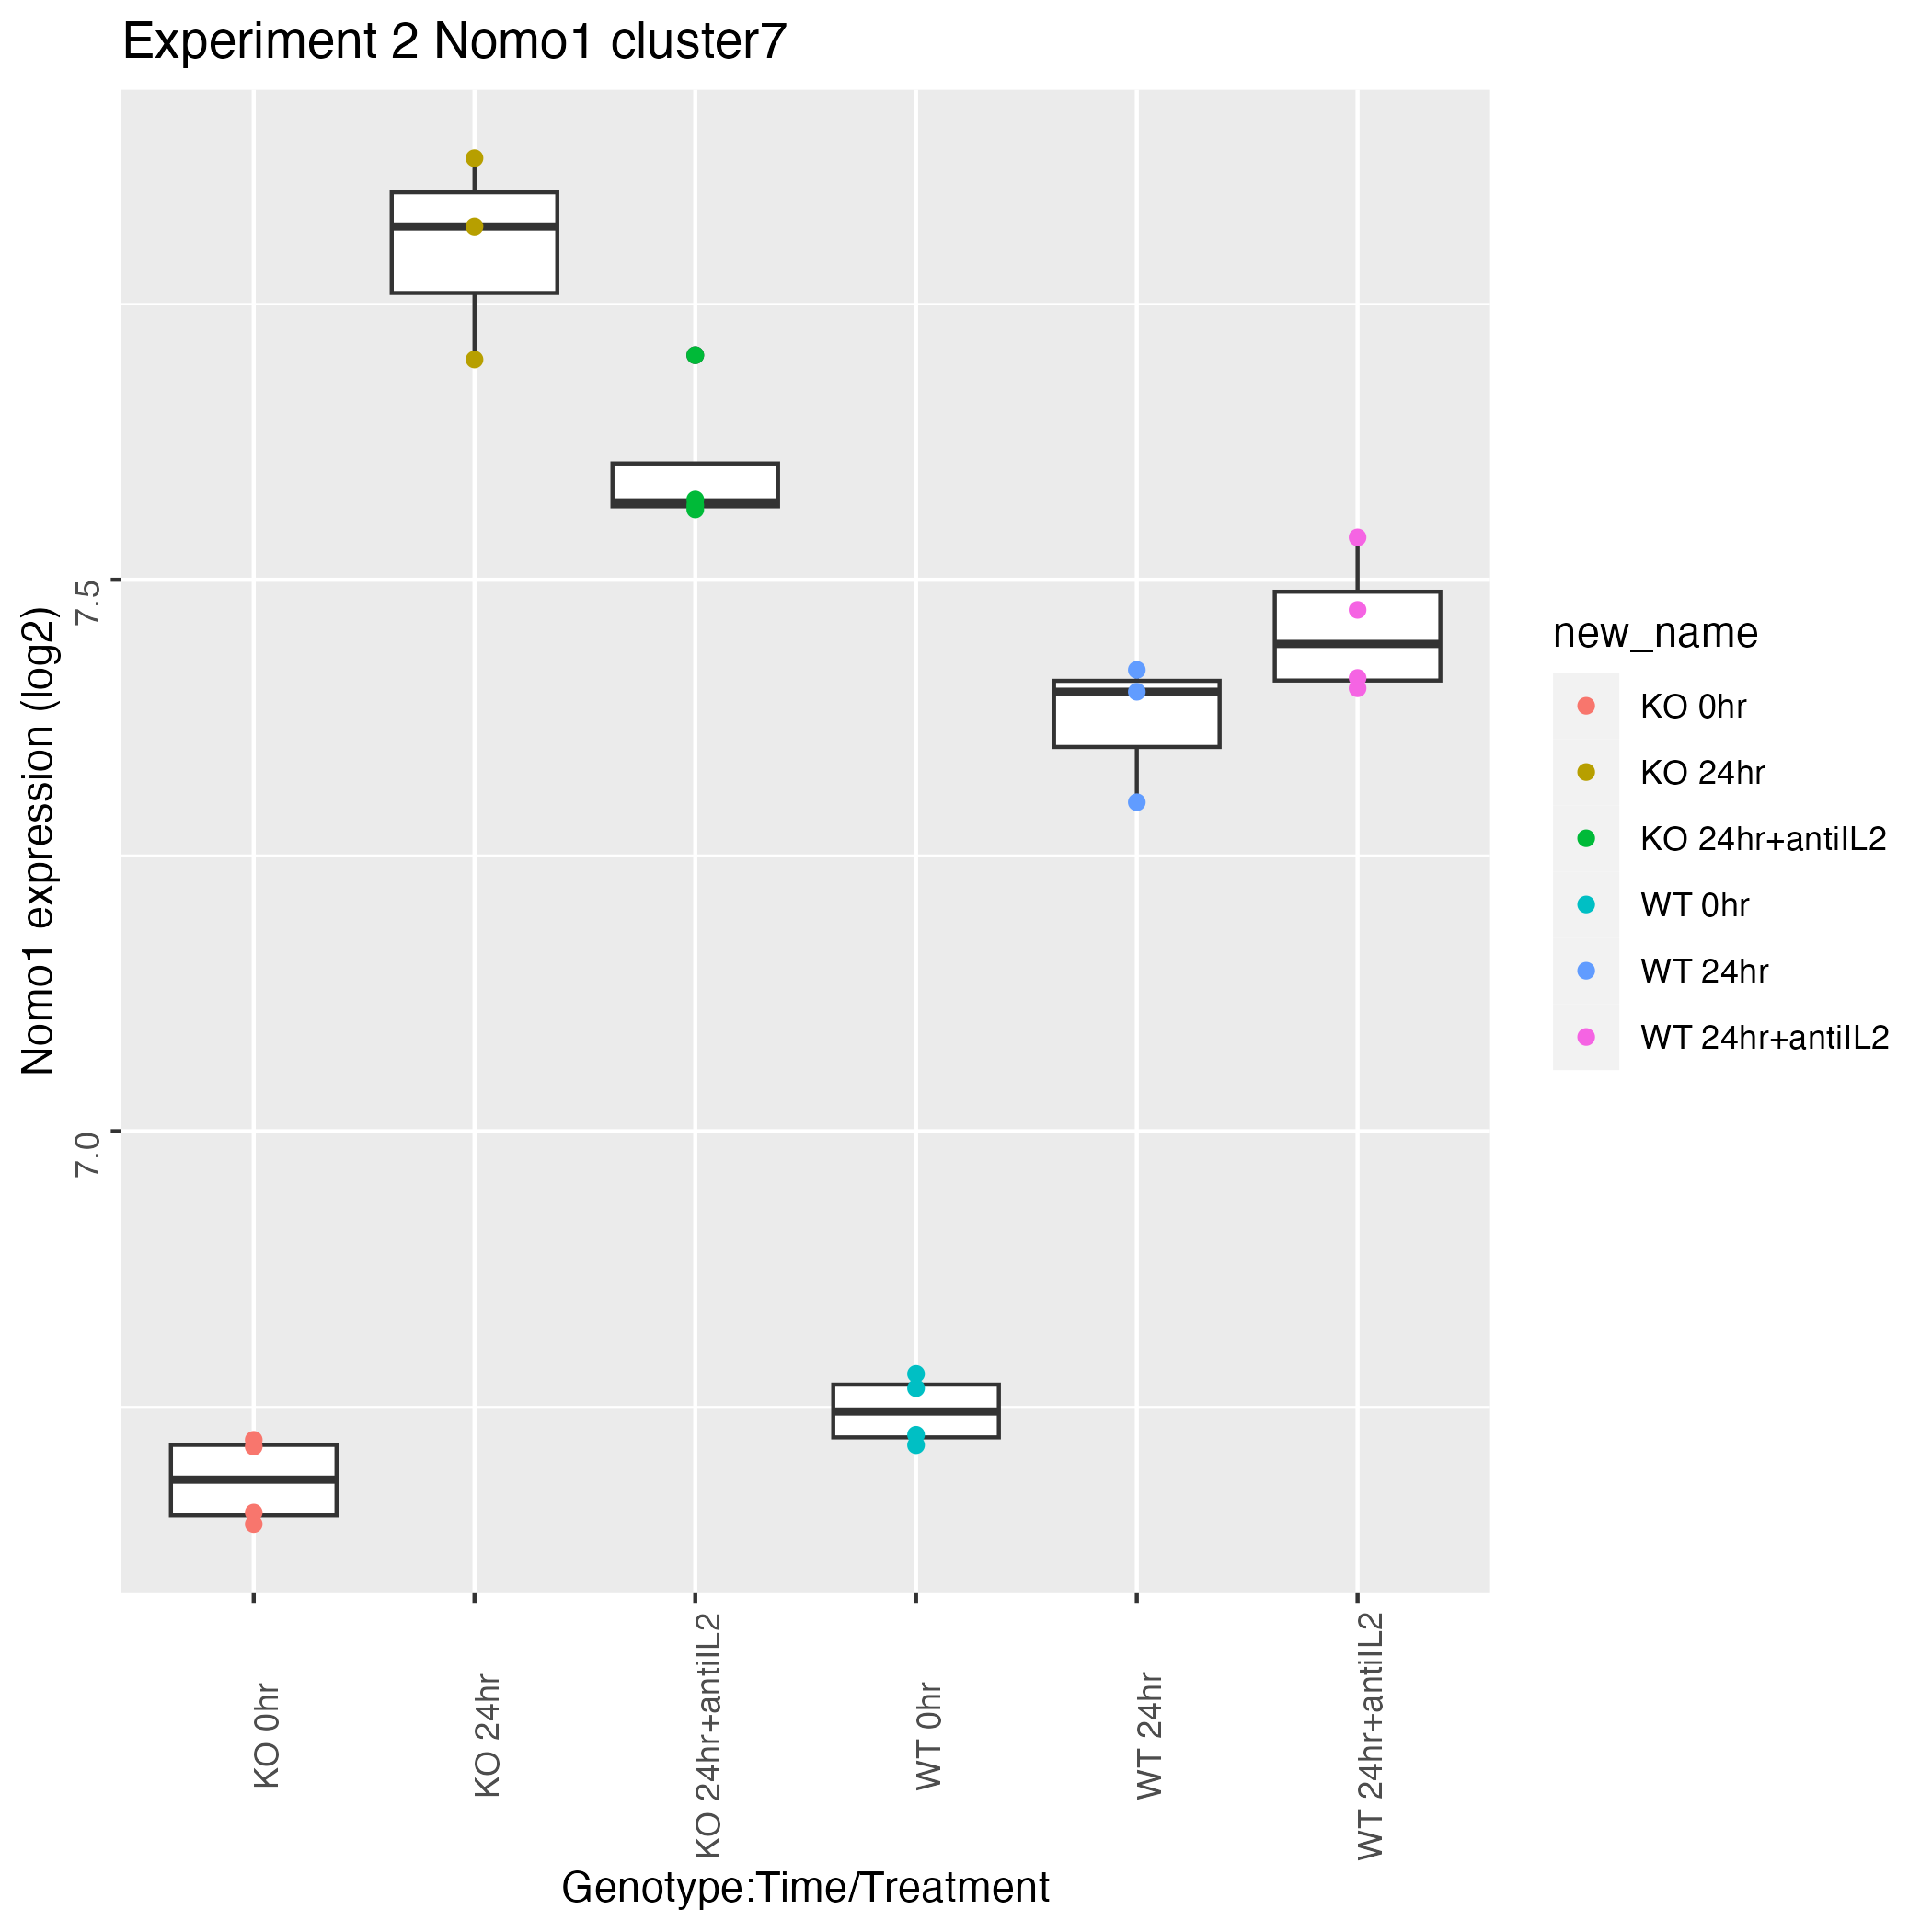 Experiment 2 Nomo1 cluster7
Nomo1 expression (log2)
7.5
7.0
KO 0hr
KO 24hr
KO 24hr+antiIL2
WT 0hr
WT 24hr
WT 24hr+antiIL2
Genotype:Time/Treatment
new_name
KO 0hr
KO 24hr
KO 24hr+antiIL2
WT 0hr
WT 24hr
WT 24hr+antiIL2